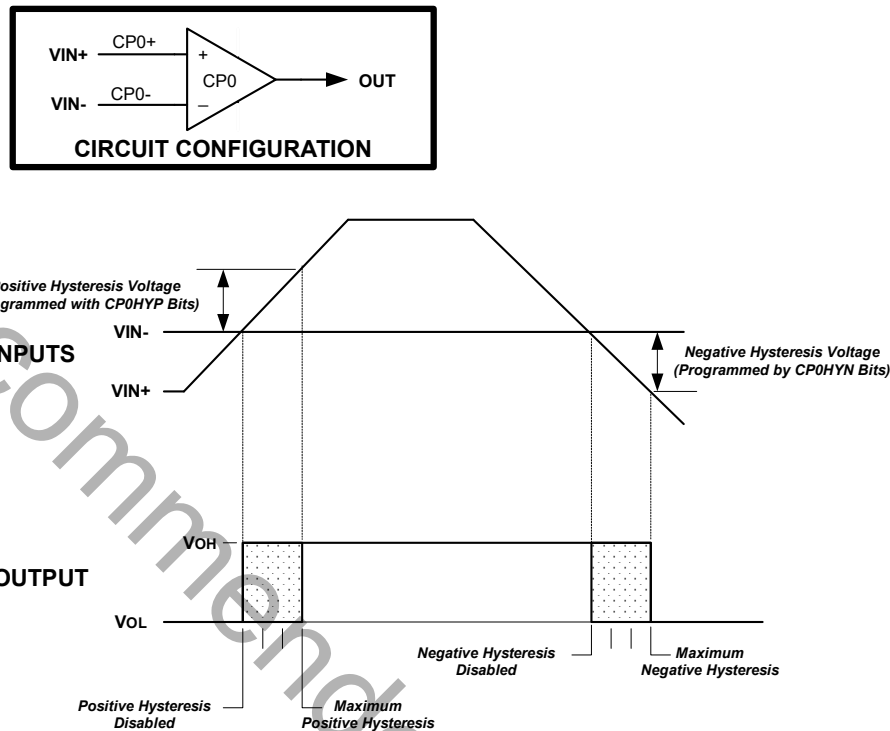 VIN+
CP0+
+
CP0
OUT
VIN-
CP0-
–
CIRCUIT CONFIGURATION
ositive Hysteresis Voltage
grammed with CP0HYP Bits)
VIN-
NPUTS
VIN+
Negative Hysteresis Voltage
(Programmed by CP0HYN Bits)
VOH
OUTPUT
VOL
Negative Hysteresis
Disabled
Maximum
Negative Hysteresis
Positive Hysteresis
Disabled
Maximum
Positive Hysteresis
commend